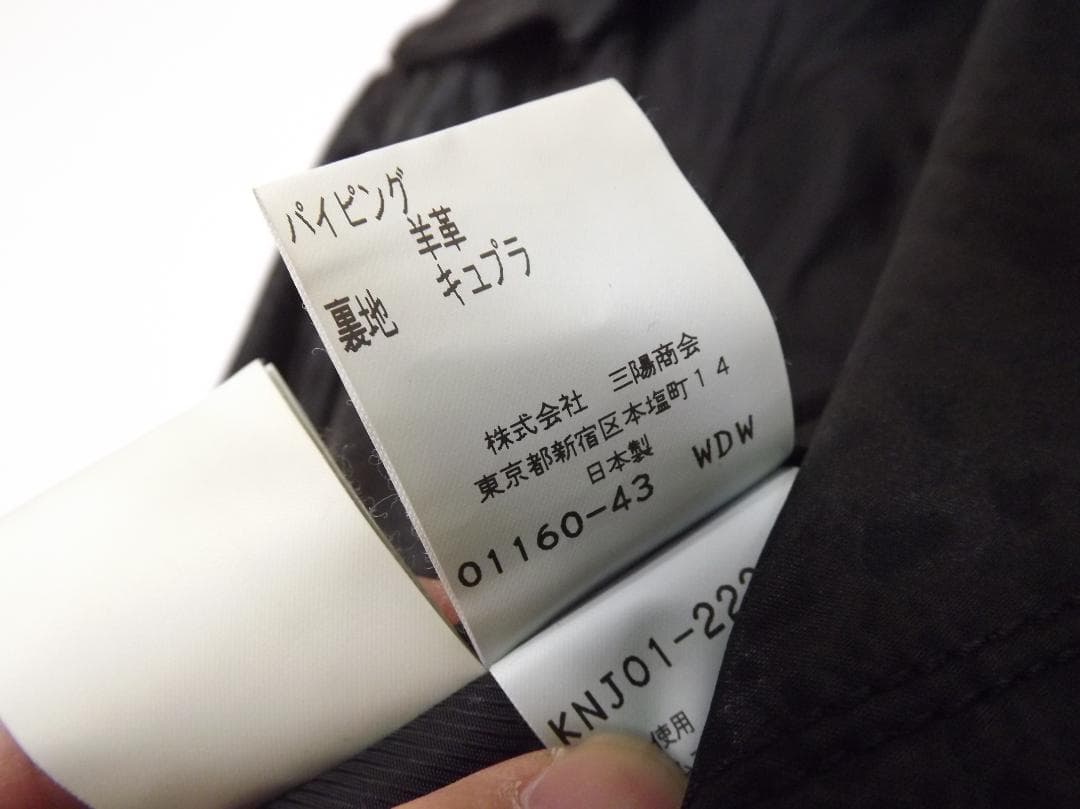 パイピング
羊革
裏地 キュプラ
株式会社 三陽商会
東京都新宿区本塩町14
日本製
01160-43 WDW
KNJ01-222
使用